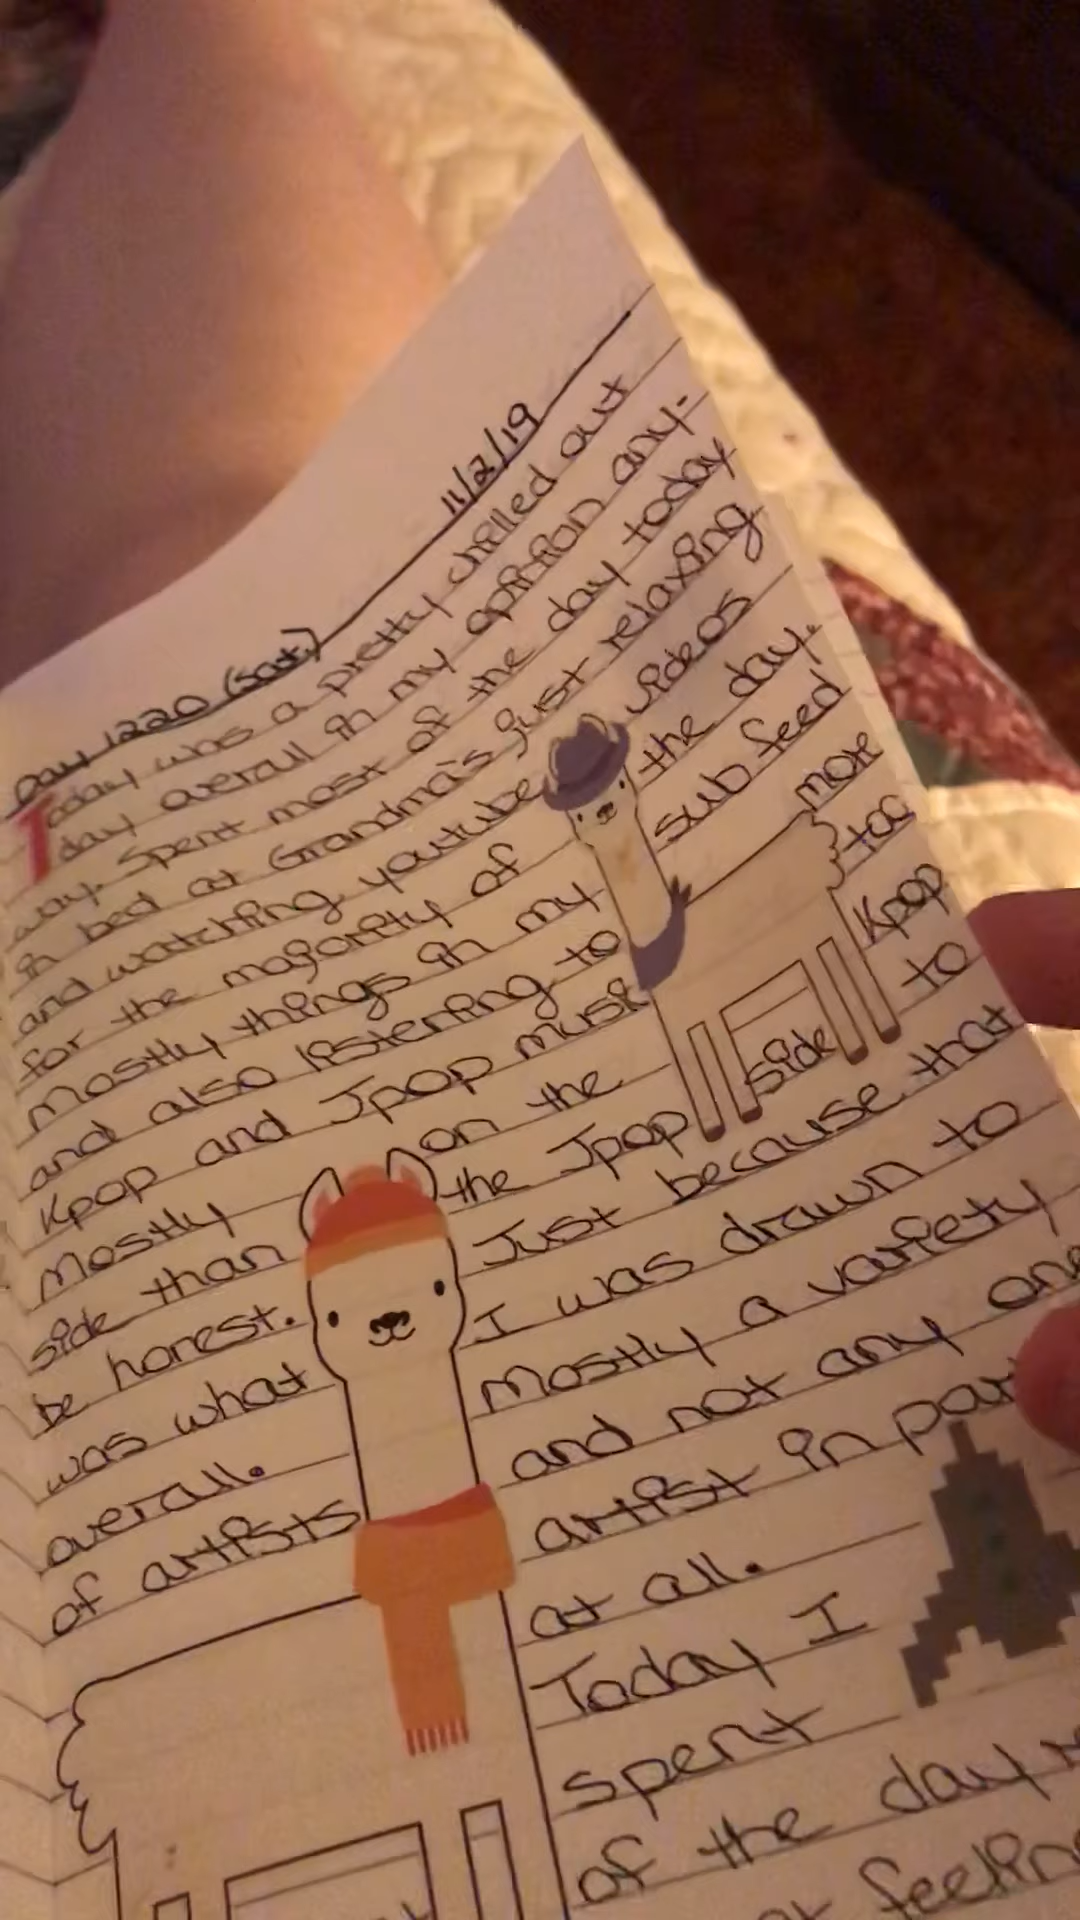 Day 1220 (Sat.) 11/2/19
Today was a pretty chilled out
day overall in my opinion any-
way. Spent most of the day today
in bed at Grandma's just relaxing
and watching youtube videos
for the majority of the day.
Mostly things in my sub feed
and also listening to more
Kpop and Jpop music too
Mostly on the Kpop
side than the Jpop side to
be honest. Just because that
was what I was drawn to
overall. Mostly a variety
of artists and not any one
artist in
at all.
Today I
spent
of the day
feeling